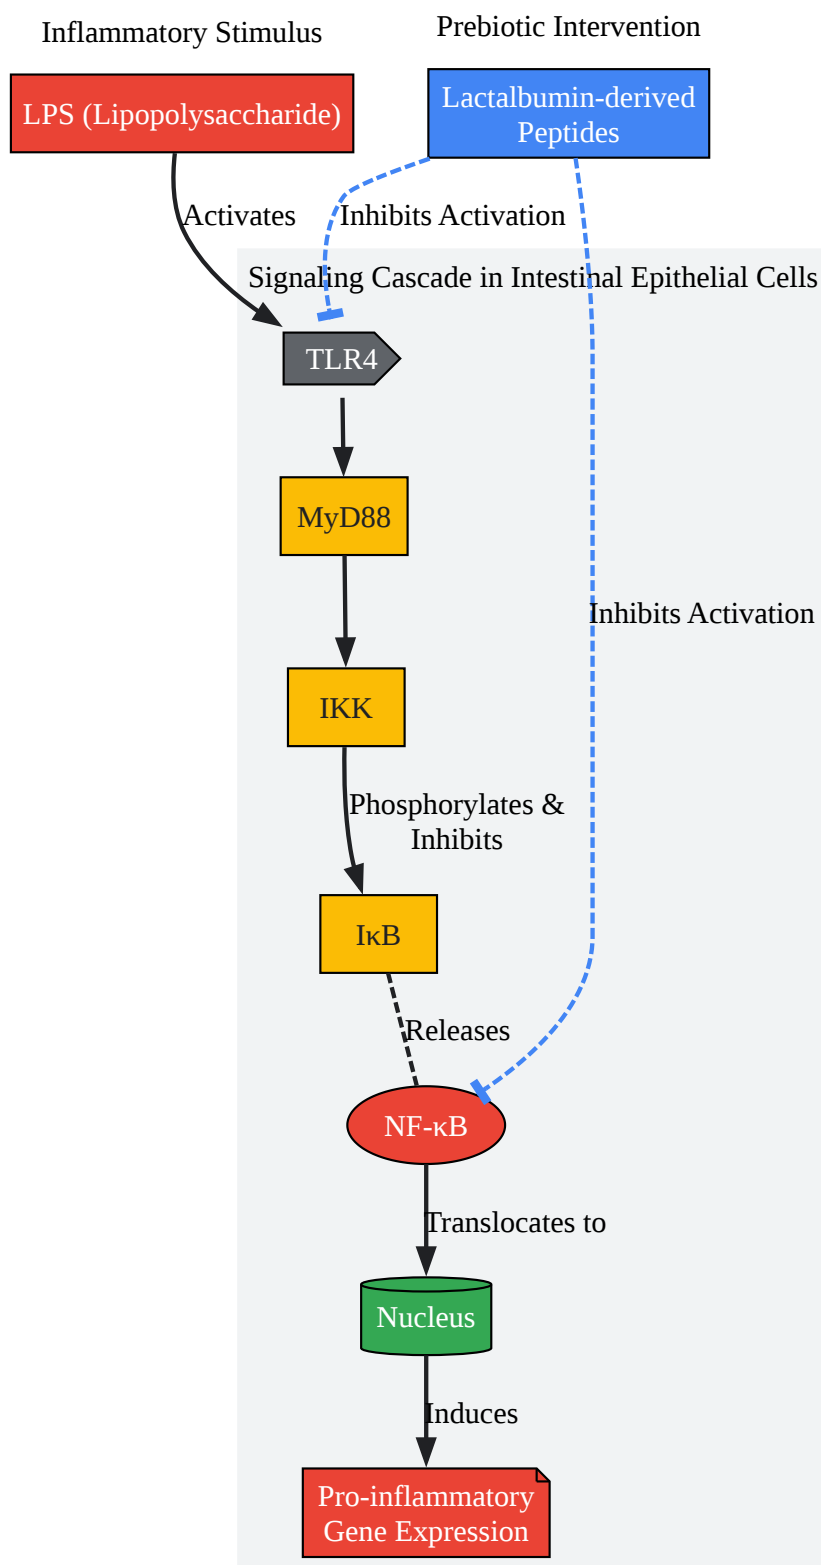 Inflammatory Stimulus
Prebiotic Intervention
LPS (Lipopolysaccharide)
Lactalbumin-derived
Peptides
Activates
Inhibits Activation
Signaling Cascade in Intestinal Epithelial Cells
TLR4
MyD88
Inhibits Activation
IKK
Phosphorylates &
Inhibits
IκB
Releases
NF-κB
Translocates to
Nucleus
Induces
Pro-inflammatory
Gene Expression